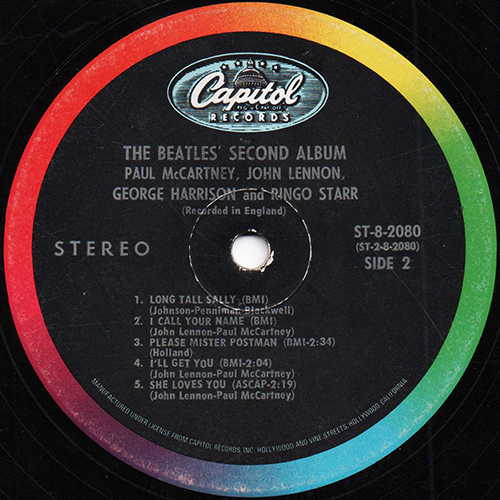 Capitol
RECORDS
THE BEATLES' SECOND ALBUM
PAUL McCARTNEY, JOHN LENNON,
GEORGE HARRISON and RINGO STARR
(Recorded in England)
STEREO
ST-8-2080
(ST-2-8-2080)
SIDE 2
1. LONG TALL SALLY (BMI)
(Johnson-Penniman-Blackwell)
2. I CALL YOUR NAME (BMI)
(John Lennon-Paul McCartney)
3. PLEASE MISTER POSTMAN (BMI-2:34)
(Holland)
4. I'LL GET YOU (BMI-2:04)
(John Lennon-Paul McCartney)
5. SHE LOVES YOU (ASCAP-2:19)
(John Lennon-Paul McCartney)
MANUFACTURED UNDER LICENSE FROM CAPITOL RECORDS, INC. HOLLYWOOD AND VINE STREETS, HOLLYWOOD, CALIFORNIA